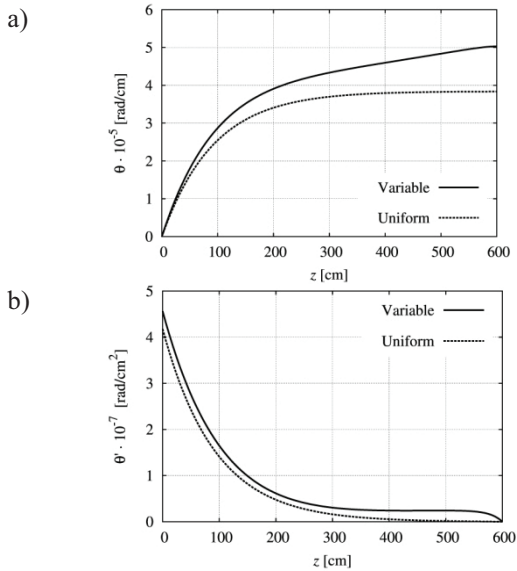 a)
6
5
4
3
2
1
0
θ · 10⁻⁵ [rad/cm]
Variable
Uniform
0 100 200 300 400 500 600
z [cm]
b)
5
4
3
2
1
0
θ' · 10⁻⁷ [rad/cm²]
Variable
Uniform
0 100 200 300 400 500 600
z [cm]